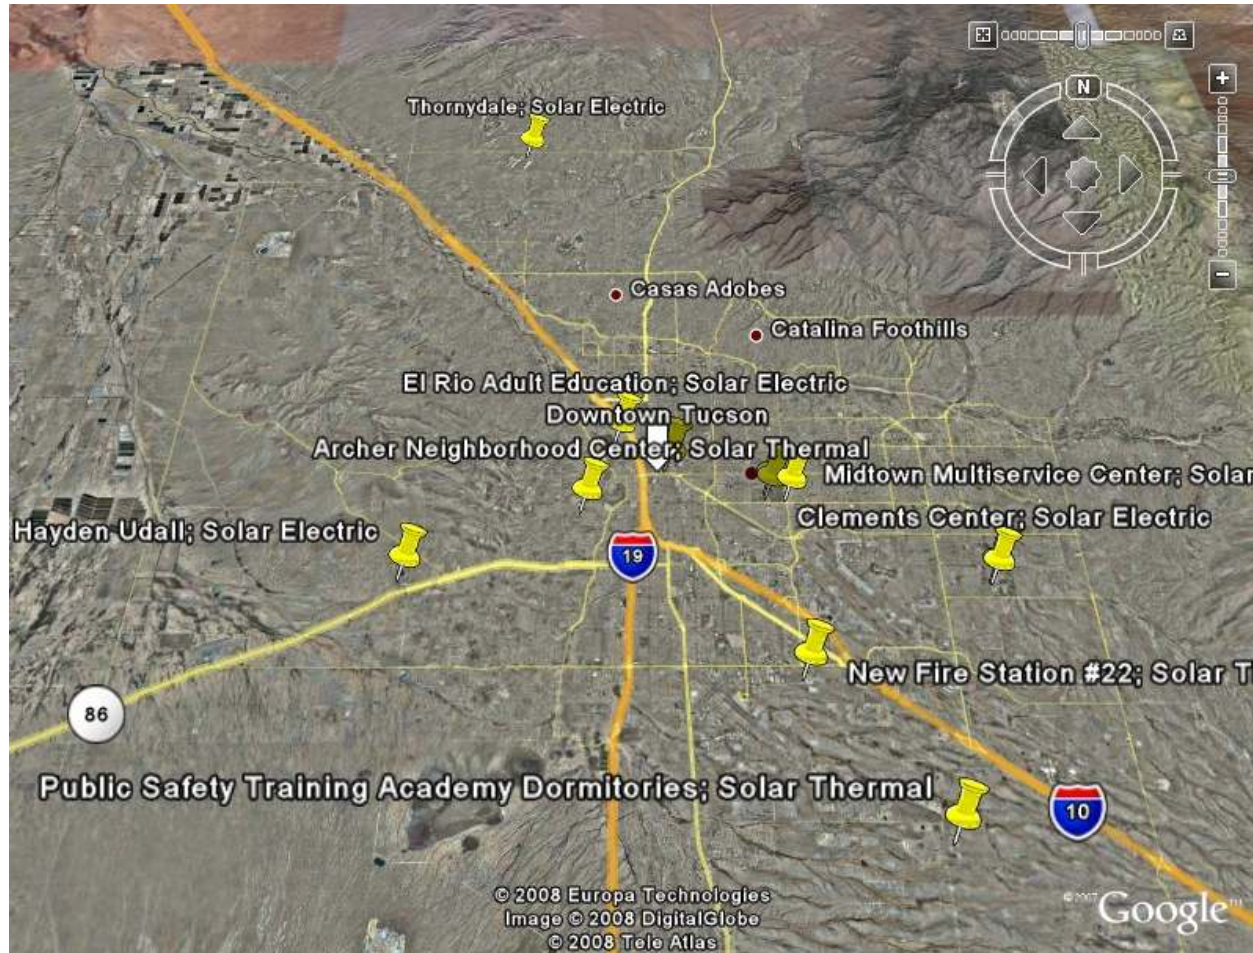 N
Thornydale; Solar Electric
Casas Adobes
Catalina Foothills
El Rio Adult Education; Solar Electric
Downtown Tucson
Archer Neighborhood Center; Solar Thermal
Midtown Multiservice Center; Solar
Clements Center; Solar Electric
Hayden Udall; Solar Electric
19
New Fire Station #22; Solar T
86
Public Safety Training Academy Dormitories; Solar Thermal
10
© 2008 Europa Technologies
Image © 2008 DigitalGlobe
© 2008 Tele Atlas
© 2007 Google™